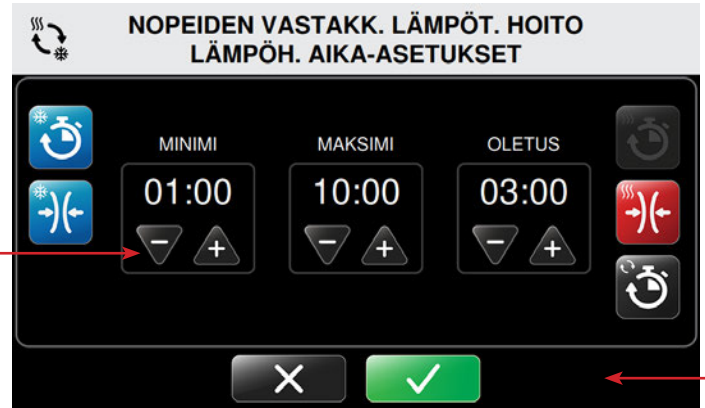 NOPEIDEN VASTAKK. LÄMPÖT. HOITO
LÄMPÖH. AIKA-ASETUKSET
MINIMI MAKSIMI OLETUS
01:00 10:00 03:00
− + − + − +